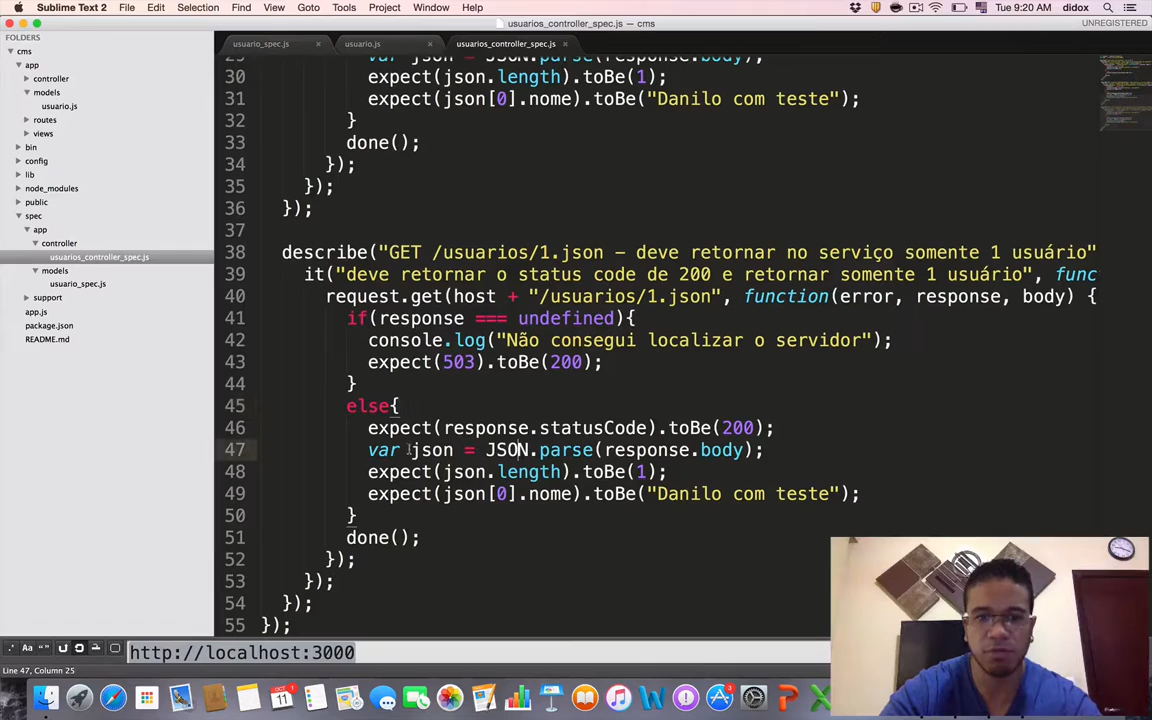 Sublime Text 2 File Edit Selection Find View Goto Tools Project Window Help Tue 9:20 AM didox
usuarios_controller_spec.js — cms UNREGISTERED
FOLDERS
cms
app
controller
models
usuario.js
routes
views
bin
config
lib
node_modules
public
spec
app
controller
usuarios_controller_spec.js
models
usuario_spec.js
support
app.js
package.json
README.md
usuario_spec.js × usuario.js × usuarios_controller_spec.js ×
29 var json = JSON.parse(response.body);
30 expect(json.length).toBe(1);
31 expect(json[0].nome).toBe("Danilo com teste");
32 }
33 done();
34 });
35 });
36 });
37
38 describe("GET /usuarios/1.json – deve retornar no serviço somente 1 usuário"
39 it("deve retornar o status code de 200 e retornar somente 1 usuário", func
40 request.get(host + "/usuarios/1.json", function(error, response, body) {
41 if(response === undefined){
42 console.log("Não consegui localizar o servidor");
43 expect(503).toBe(200);
44 }
45 else{
46 expect(response.statusCode).toBe(200);
47 var json = JSON.parse(response.body);
48 expect(json.length).toBe(1);
49 expect(json[0].nome).toBe("Danilo com teste");
50 }
51 done();
52 });
53 });
54 });
55 });
.* Aa “” http://localhost:3000
Line 47, Column 25